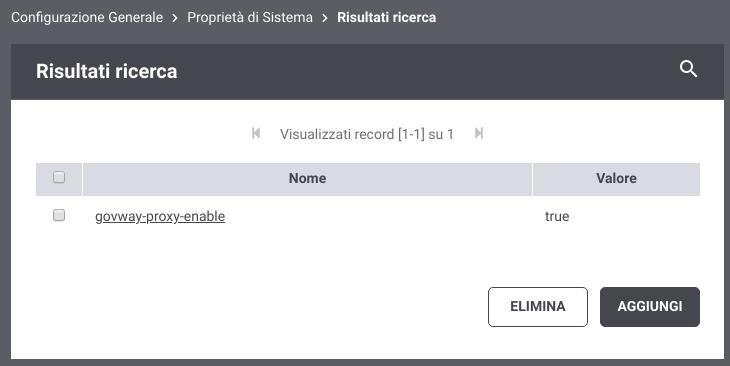 Configurazione Generale > Proprietà di Sistema > Risultati ricerca
Risultati ricerca
Visualizzati record [1-1] su 1
Nome Valore
govway-proxy-enable true
ELIMINA AGGIUNGI